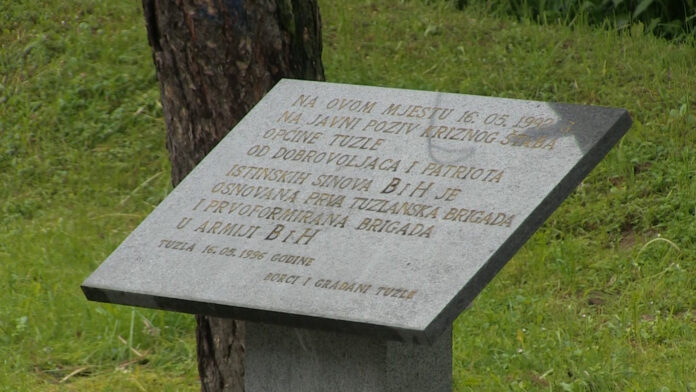 NA OVOM MJESTU 16.05.1992
NA JAVNI POZIV KRIZNOG ŠTABA
OPĆINE TUZLE
OD DOBROVOLJACA I PATRIOTA
ISTINSKIH SINOVA BiH JE
OSNOVANA PRVA TUZLANSKA BRIGADA
I PRVOFORMIRANA BRIGADA
U ARMIJI BiH
TUZLA 16.05.1996 GODINE
BORCI I GRAĐANI TUZLE